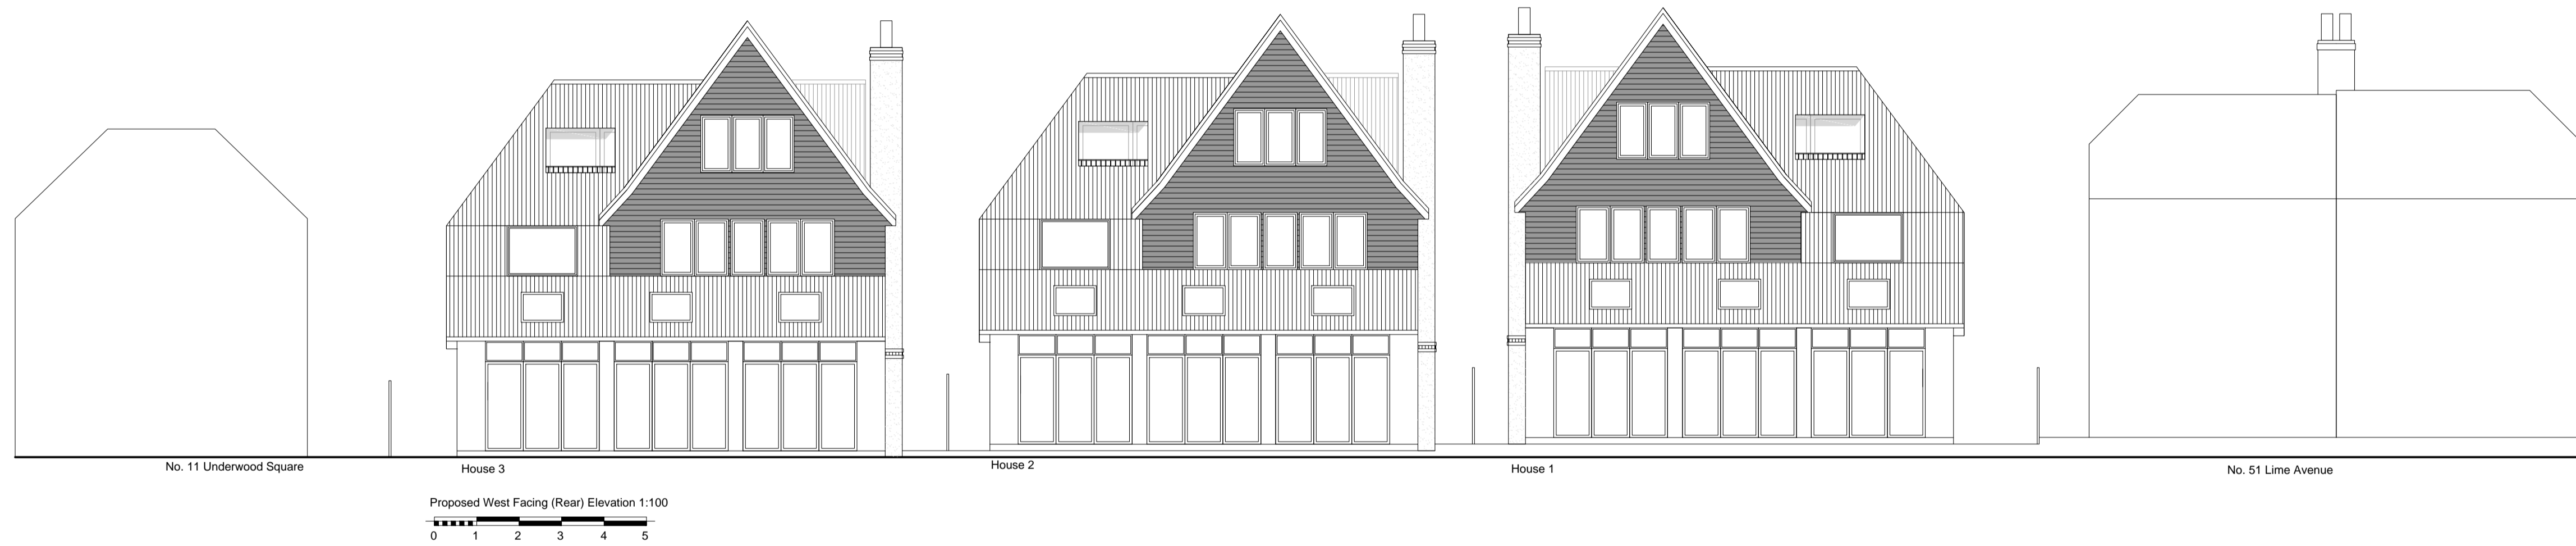 No. 11 Underwood Square
House 3
House 2
House 1
No. 51 Lime Avenue
Proposed West Facing (Rear) Elevation 1:100
0 1 2 3 4 5